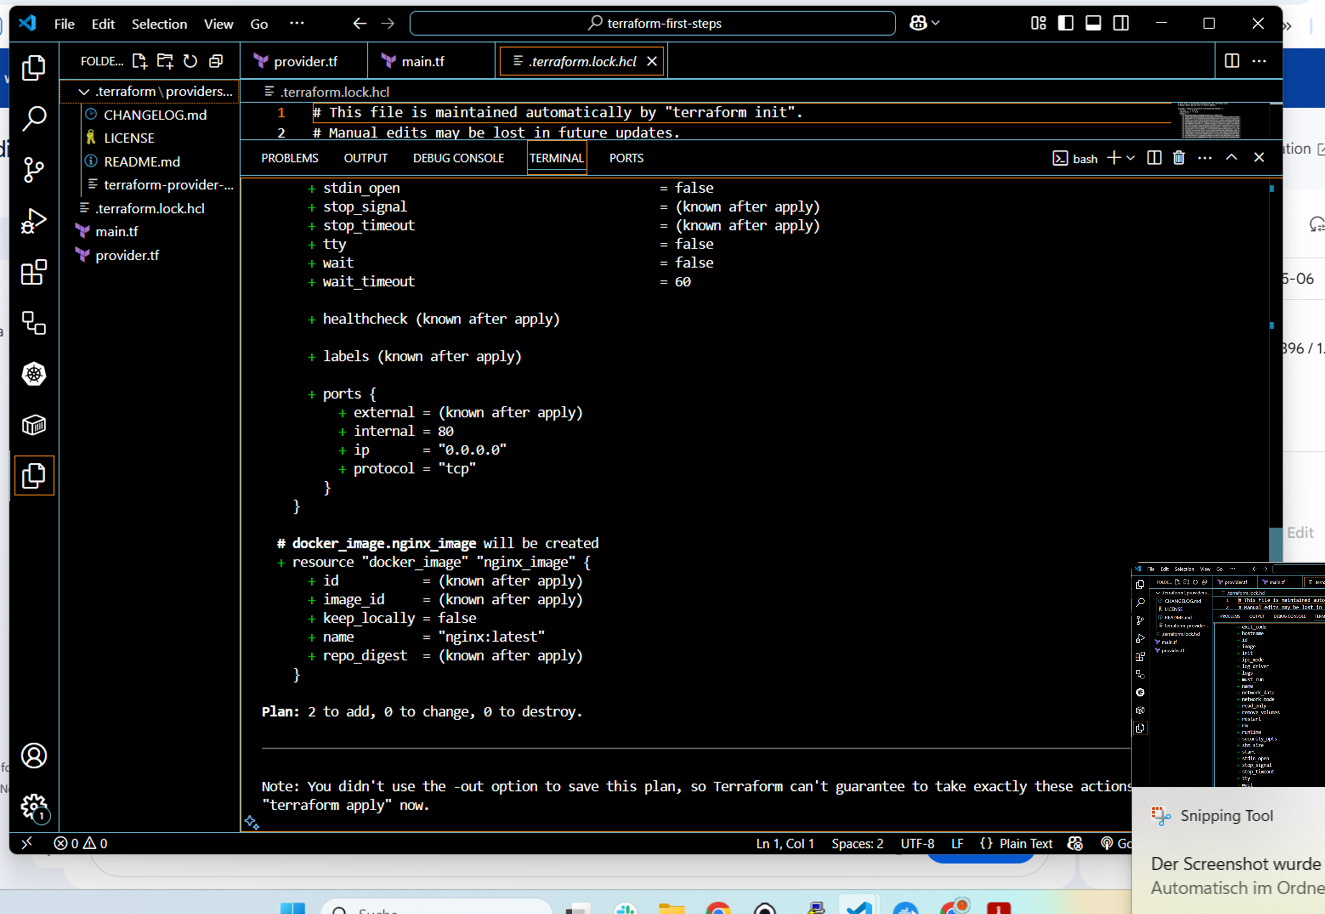 File Edit Selection View Go ··· terraform-first-steps
FOLDE...
provider.tf
main.tf
.terraform.lock.hcl
.terraform\providers...
CHANGELOG.md
LICENSE
README.md
terraform-provider-...
.terraform.lock.hcl
main.tf
provider.tf
.terraform.lock.hcl
1 # This file is maintained automatically by "terraform init".
2 # Manual edits may be lost in future updates.
PROBLEMS OUTPUT DEBUG CONSOLE TERMINAL PORTS bash
+ stdin_open = false
+ stop_signal = (known after apply)
+ stop_timeout = (known after apply)
+ tty = false
+ wait = false
+ wait_timeout = 60
+ healthcheck (known after apply)
+ labels (known after apply)
+ ports {
+ external = (known after apply)
+ internal = 80
+ ip = "0.0.0.0"
+ protocol = "tcp"
}
}
# docker_image.nginx_image will be created
+ resource "docker_image" "nginx_image" {
+ id = (known after apply)
+ image_id = (known after apply)
+ keep_locally = false
+ name = "nginx:latest"
+ repo_digest = (known after apply)
}
Plan: 2 to add, 0 to change, 0 to destroy.
Note: You didn't use the -out option to save this plan, so Terraform can't guarantee to take exactly these actions
"terraform apply" now.
1
0 0 Ln 1, Col 1 Spaces: 2 UTF-8 LF {} Plain Text Go
Edit
Snipping Tool
Der Screenshot wurde
Automatisch im Ordne
Suche